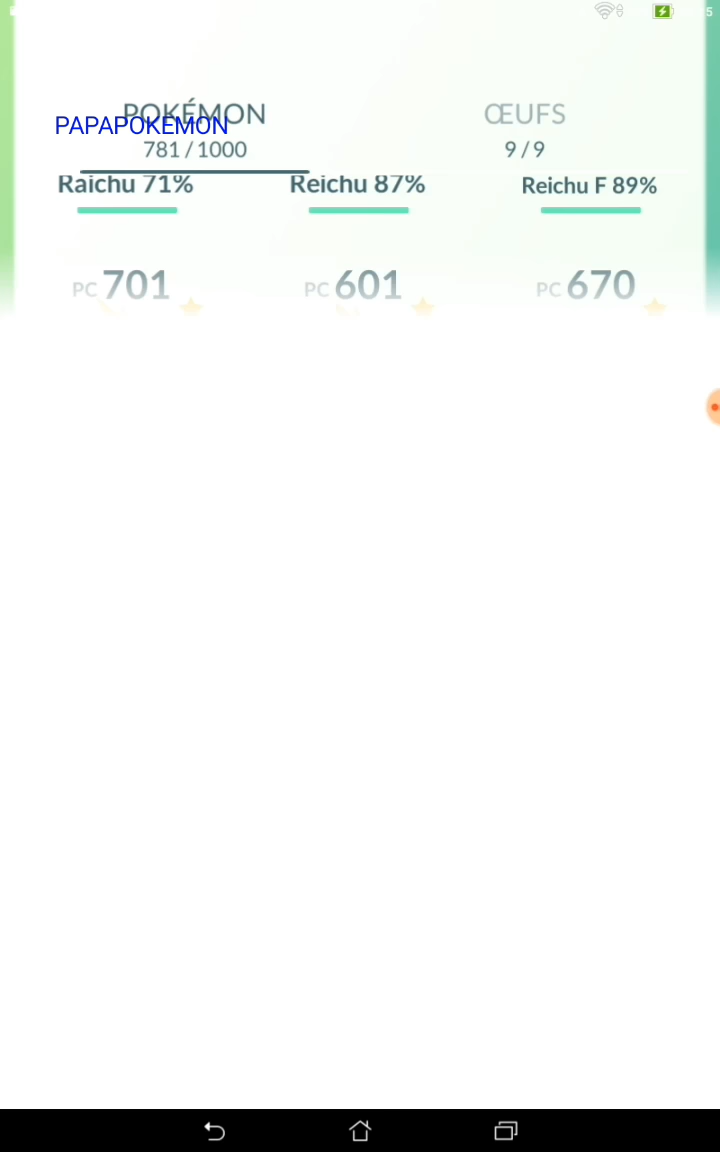 POKÉMON ŒUFS
PAPAPOKEMON
781 / 1000 9 / 9
Raichu 71% Reichu 87% Reichu F 89%
PC 701 PC 601 PC 670